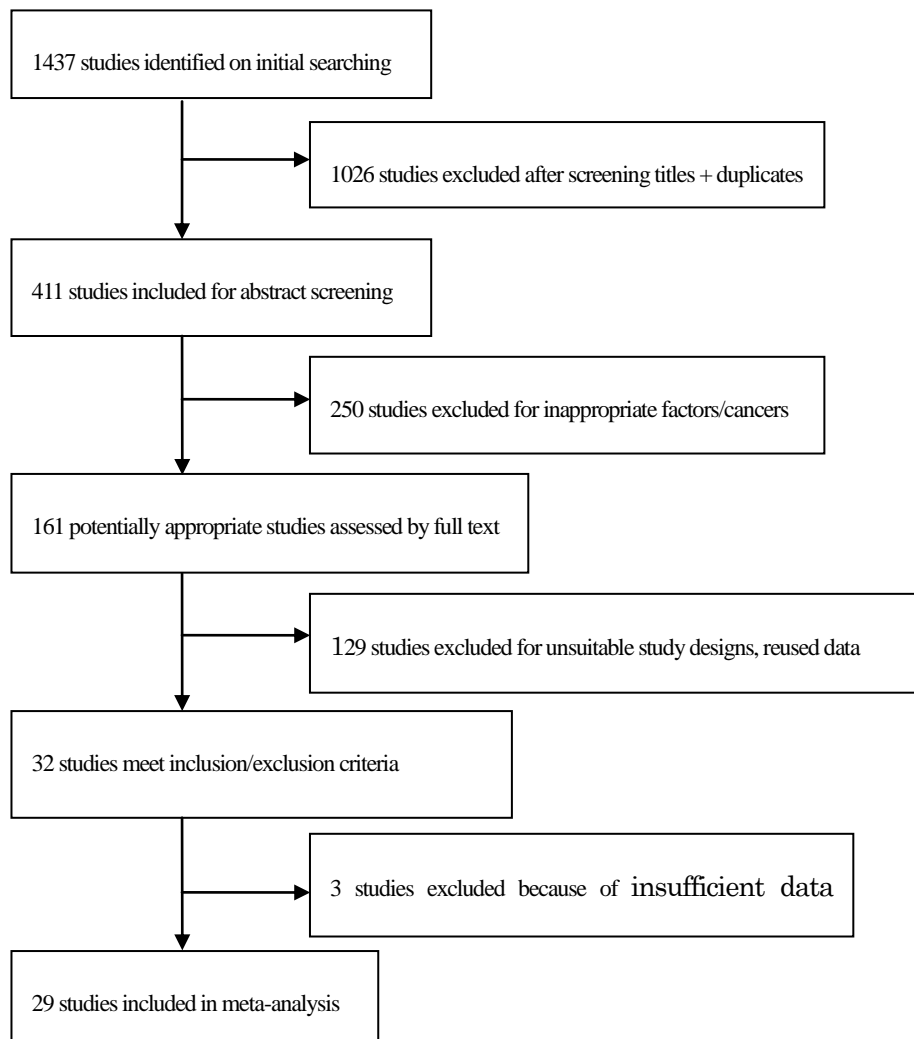 1437 studies identified on initial searching
1026 studies excluded after screening titles + duplicates
411 studies included for abstract screening
250 studies excluded for inappropriate factors/cancers
161 potentially appropriate studies assessed by full text
129 studies excluded for unsuitable study designs, reused data
32 studies meet inclusion/exclusion criteria
3 studies excluded because of insufficient data
29 studies included in meta-analysis